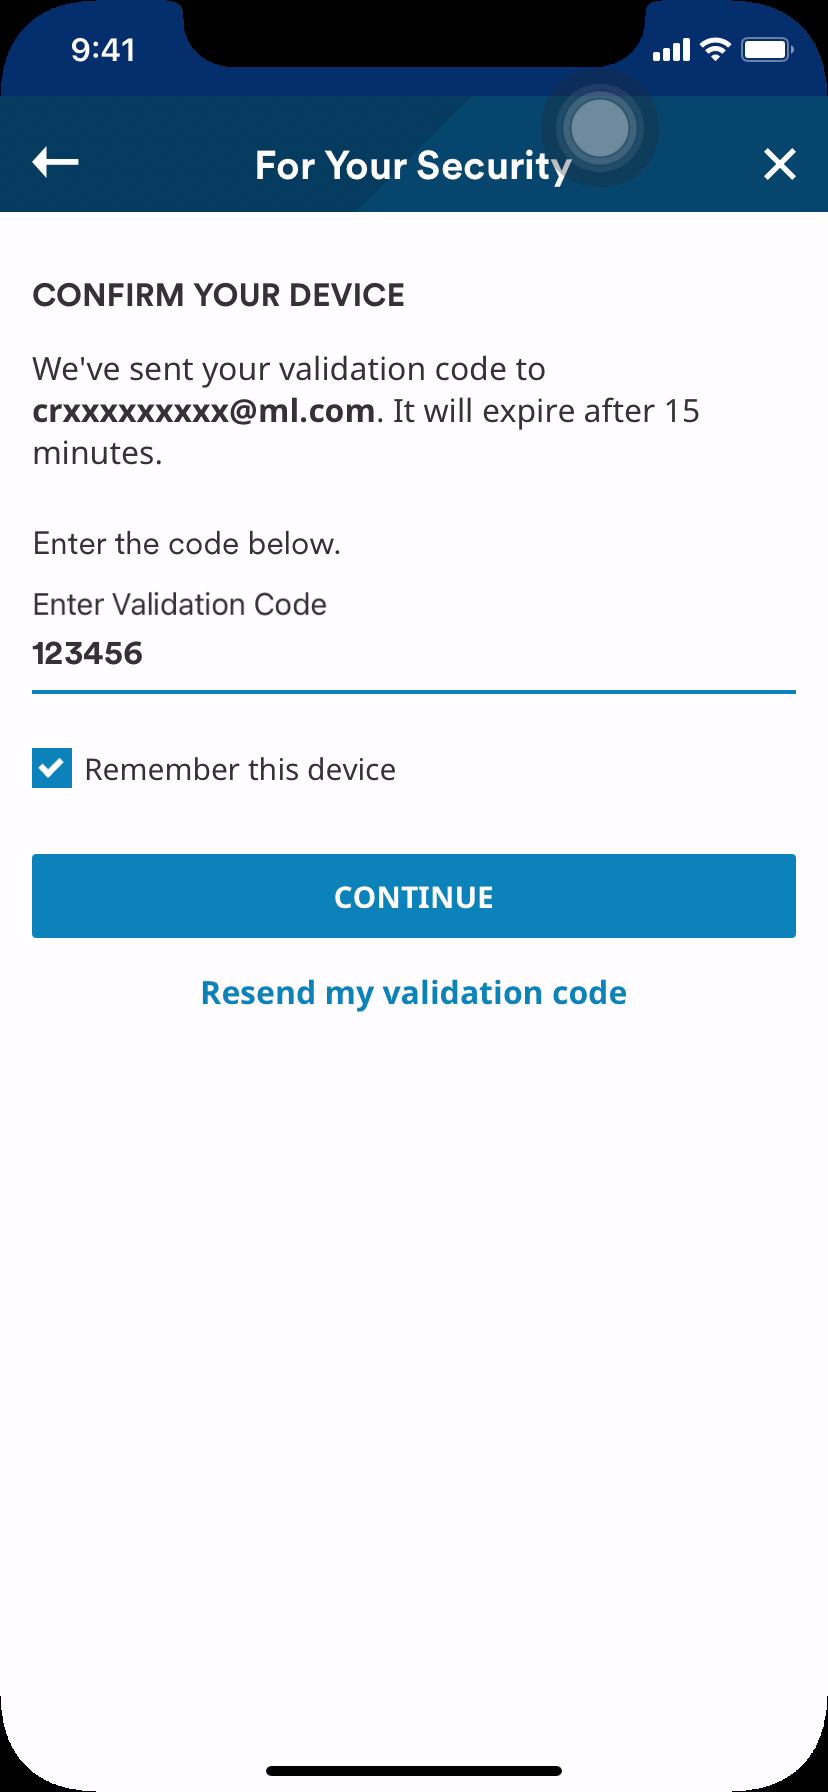 9:41
For Your Security
CONFIRM YOUR DEVICE
We've sent your validation code to
crxxxxxxxxx@ml.com. It will expire after 15
minutes.
Enter the code below.
Enter Validation Code
123456
Remember this device
CONTINUE
Resend my validation code